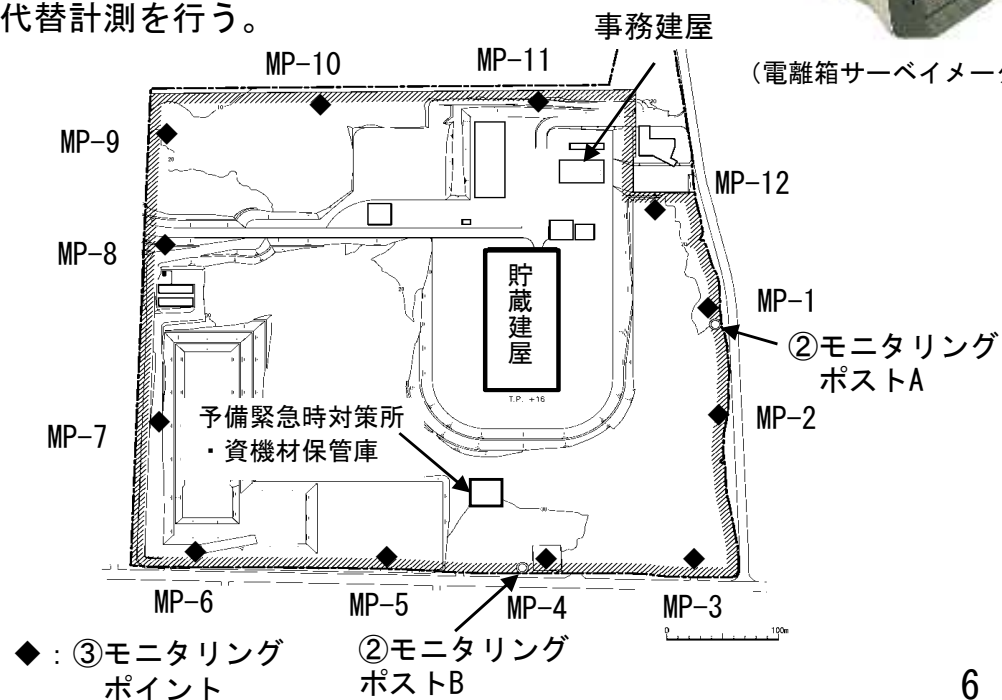 代替計測を行う。
事務建屋
MP-10
MP-11
（電離箱サーベイメータ
MP-9
MP-12
MP-8
貯蔵建屋
MP-1
②モニタリング
ポストA
T.P. +16
予備緊急時対策所
・資機材保管庫
MP-2
MP-7
MP-6
MP-5
MP-4
MP-3
0 100m
◆：③モニタリング
ポイント
②モニタリング
ポストB
6